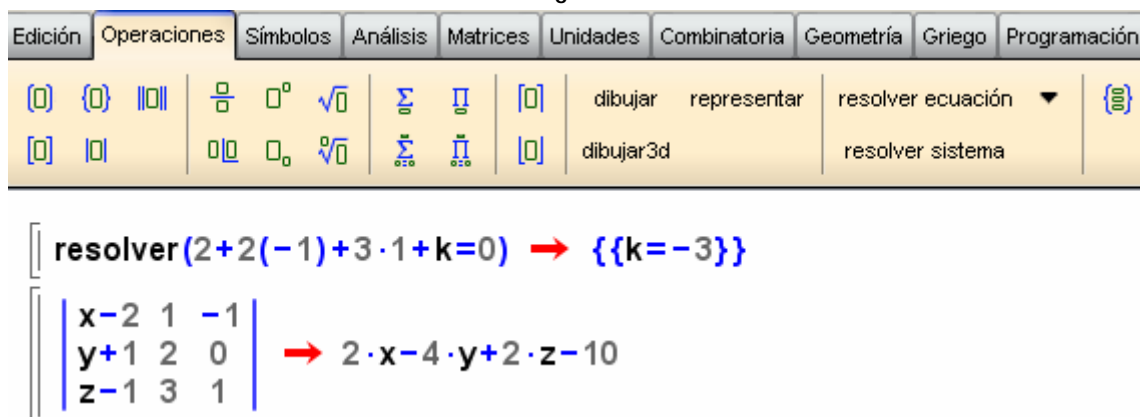 Edición Operaciones Símbolos Análisis Matrices Unidades Combinatoria Geometría Griego Programación
dibujar representar resolver ecuación
dibujar3d resolver sistema
resolver(2+2(−1)+3·1+k=0) → {{k=−3}}
x−2 1 −1
y+1 2 0 → 2·x−4·y+2·z−10
z−1 3 1